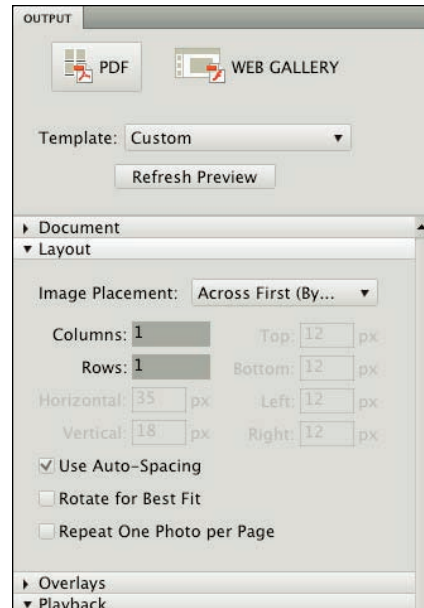 OUTPUT
PDF WEB GALLERY
Template: Custom
Refresh Preview
Document
Layout
Image Placement: Across First (By...
Columns: 1 Top: 12 px
Rows: 1 Bottom: 12 px
Horizontal: 35 px Left: 12 px
Vertical: 18 px Right: 12 px
Use Auto-Spacing
Rotate for Best Fit
Repeat One Photo per Page
Overlays
Playback